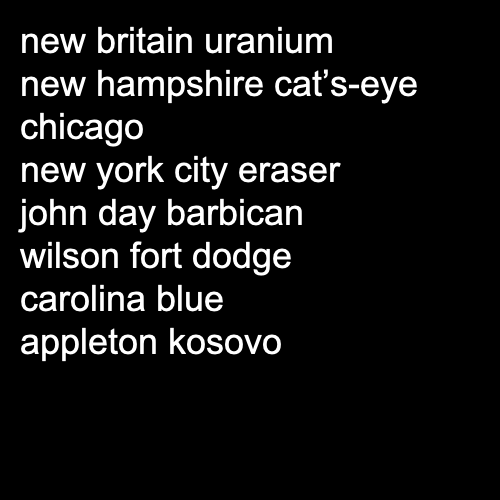 new britain uranium
new hampshire cat’s-eye
chicago
new york city eraser
john day barbican
wilson fort dodge
carolina blue
appleton kosovo